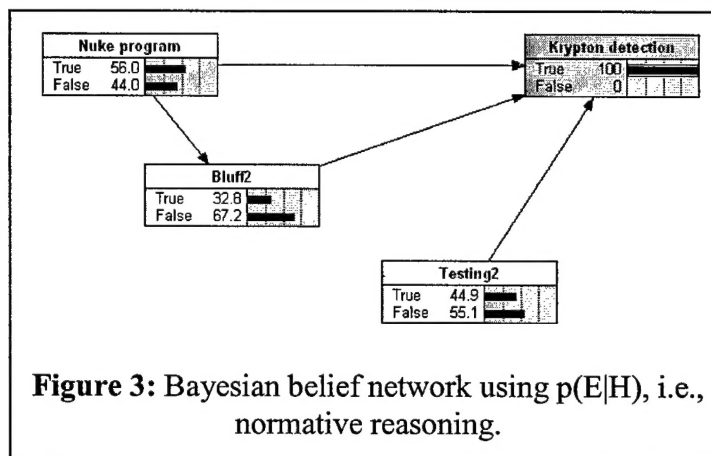 Nuke program
True 56.0
False 44.0
Krypton detection
True 100
False 0
Bluff2
True 32.8
False 67.2
Testing2
True 44.9
False 55.1
Figure 3: Bayesian belief network using p(E|H), i.e.,
normative reasoning.